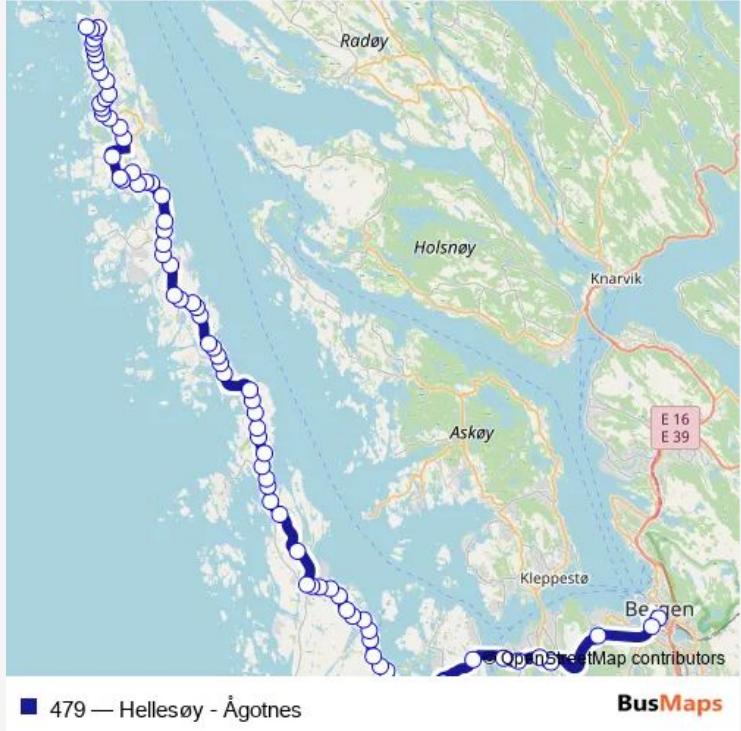 Radøy
Holsnøy
Knarvik
E 16
E 39
Askøy
Kleppestø
Bergen
© OpenStreetMap contributors
479 — Hellesøy - Ågotnes
BusMaps